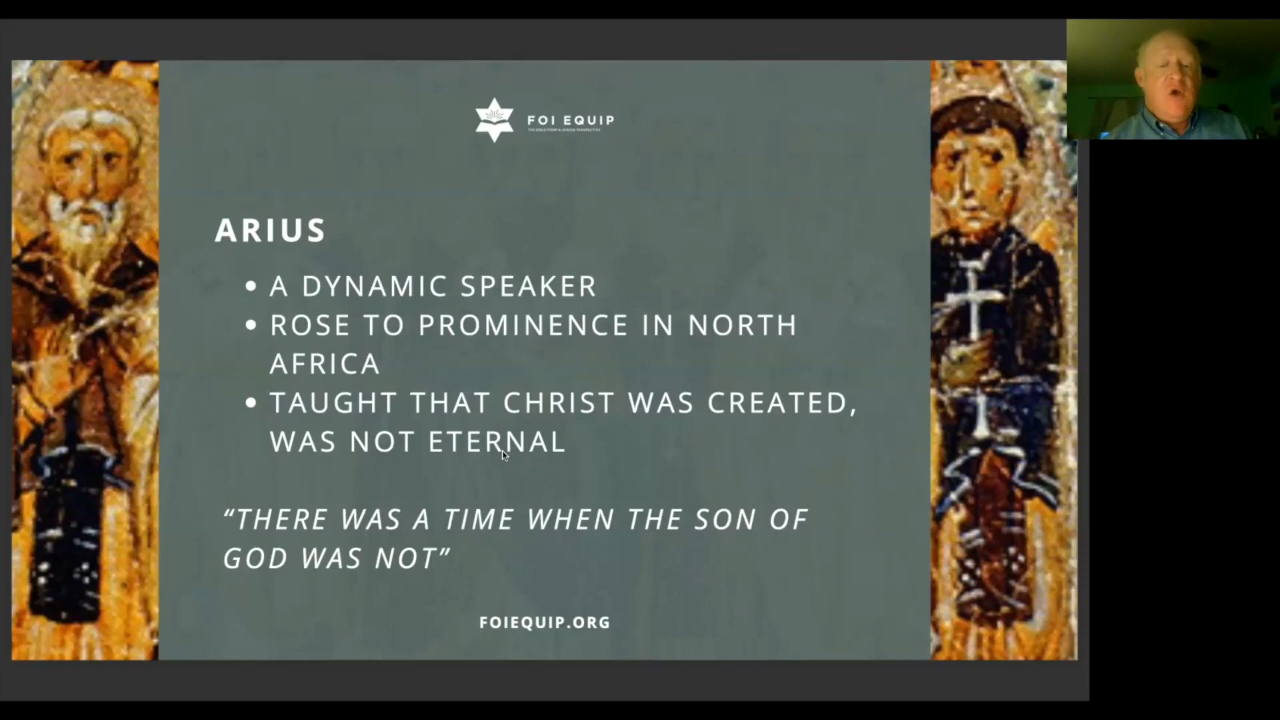 FOI EQUIP
ARIUS
• A DYNAMIC SPEAKER
• ROSE TO PROMINENCE IN NORTH
AFRICA
• TAUGHT THAT CHRIST WAS CREATED,
WAS NOT ETERNAL
“THERE WAS A TIME WHEN THE SON OF
GOD WAS NOT”
FOIEQUIP.ORG